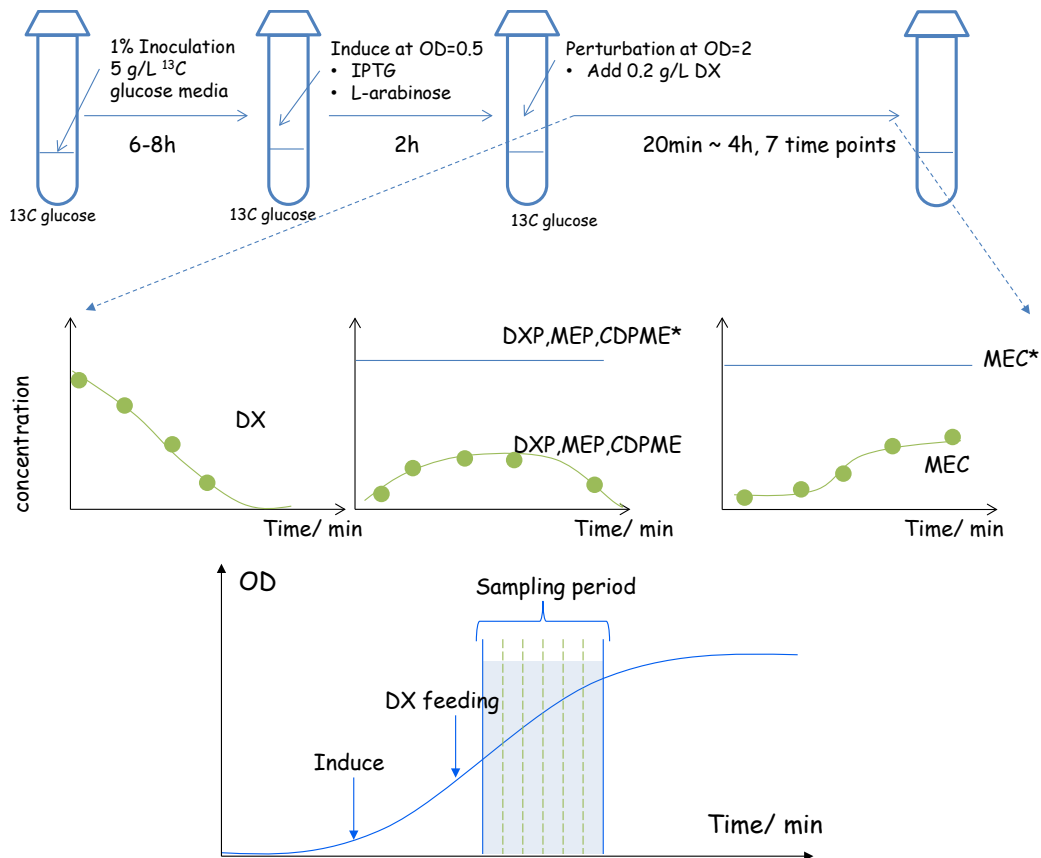 1% Inoculation
5 g/L ¹³C
glucose media
6-8h
Induce at OD=0.5
• IPTG
• L-arabinose
2h
Perturbation at OD=2
• Add 0.2 g/L DX
20min ~ 4h, 7 time points
13C glucose
13C glucose
13C glucose
concentration
DX
Time/ min
DXP,MEP,CDPME*
DXP,MEP,CDPME
Time/ min
MEC*
MEC
Time/ min
OD
Sampling period
DX feeding
Induce
Time/ min